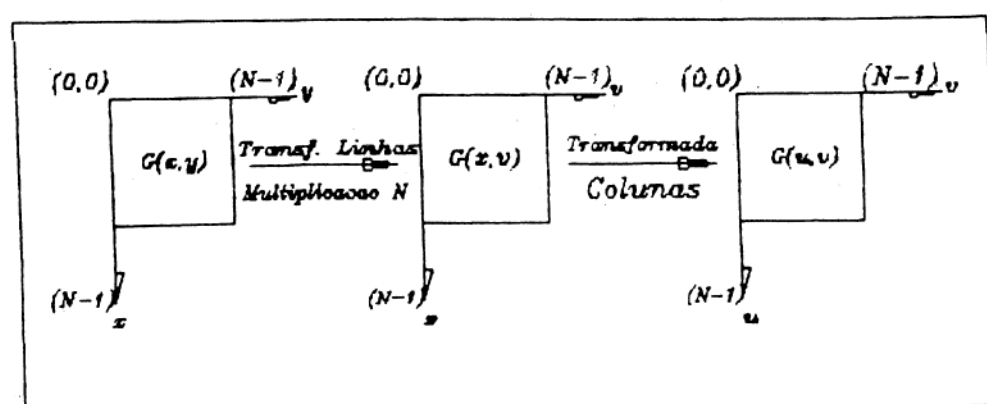 (0,0) (N-1) y (0,0) (N-1) v (0,0) (N-1) v
G(x,y) Transf. Linhas G(x,v) Transformada G(u,v)
Multiplicacao N Colunas
(N-1) (N-1) (N-1)
x x u